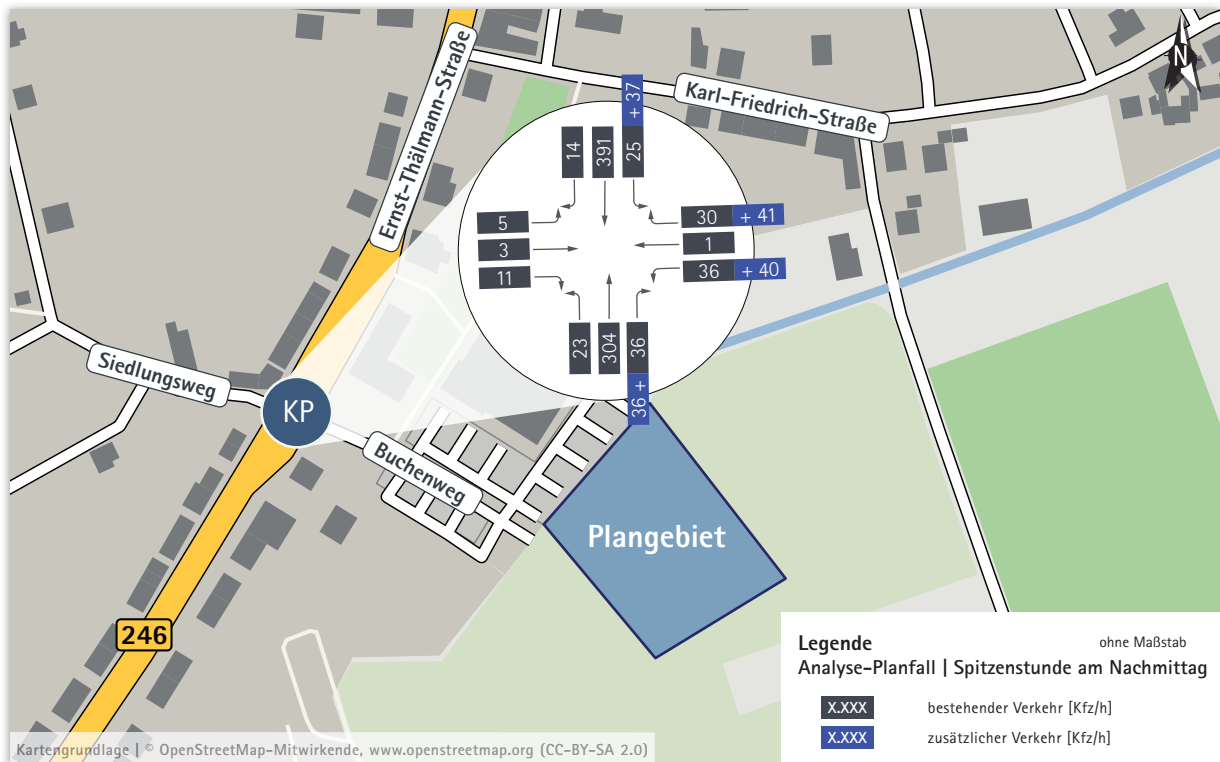 N
Ernst-Thälmann-Straße
Karl-Friedrich-Straße
+ 37
14
391
25
5
3
11
30 + 41
1
36 + 40
23
304
36
36 +
Siedlungsweg
KP
Buchenweg
Plangebiet
246
Legende
ohne Maßstab
Analyse-Planfall | Spitzenstunde am Nachmittag
X.XXX bestehender Verkehr [Kfz/h]
X.XXX zusätzlicher Verkehr [Kfz/h]
Kartengrundlage | © OpenStreetMap-Mitwirkende, www.openstreetmap.org (CC-BY-SA 2.0)